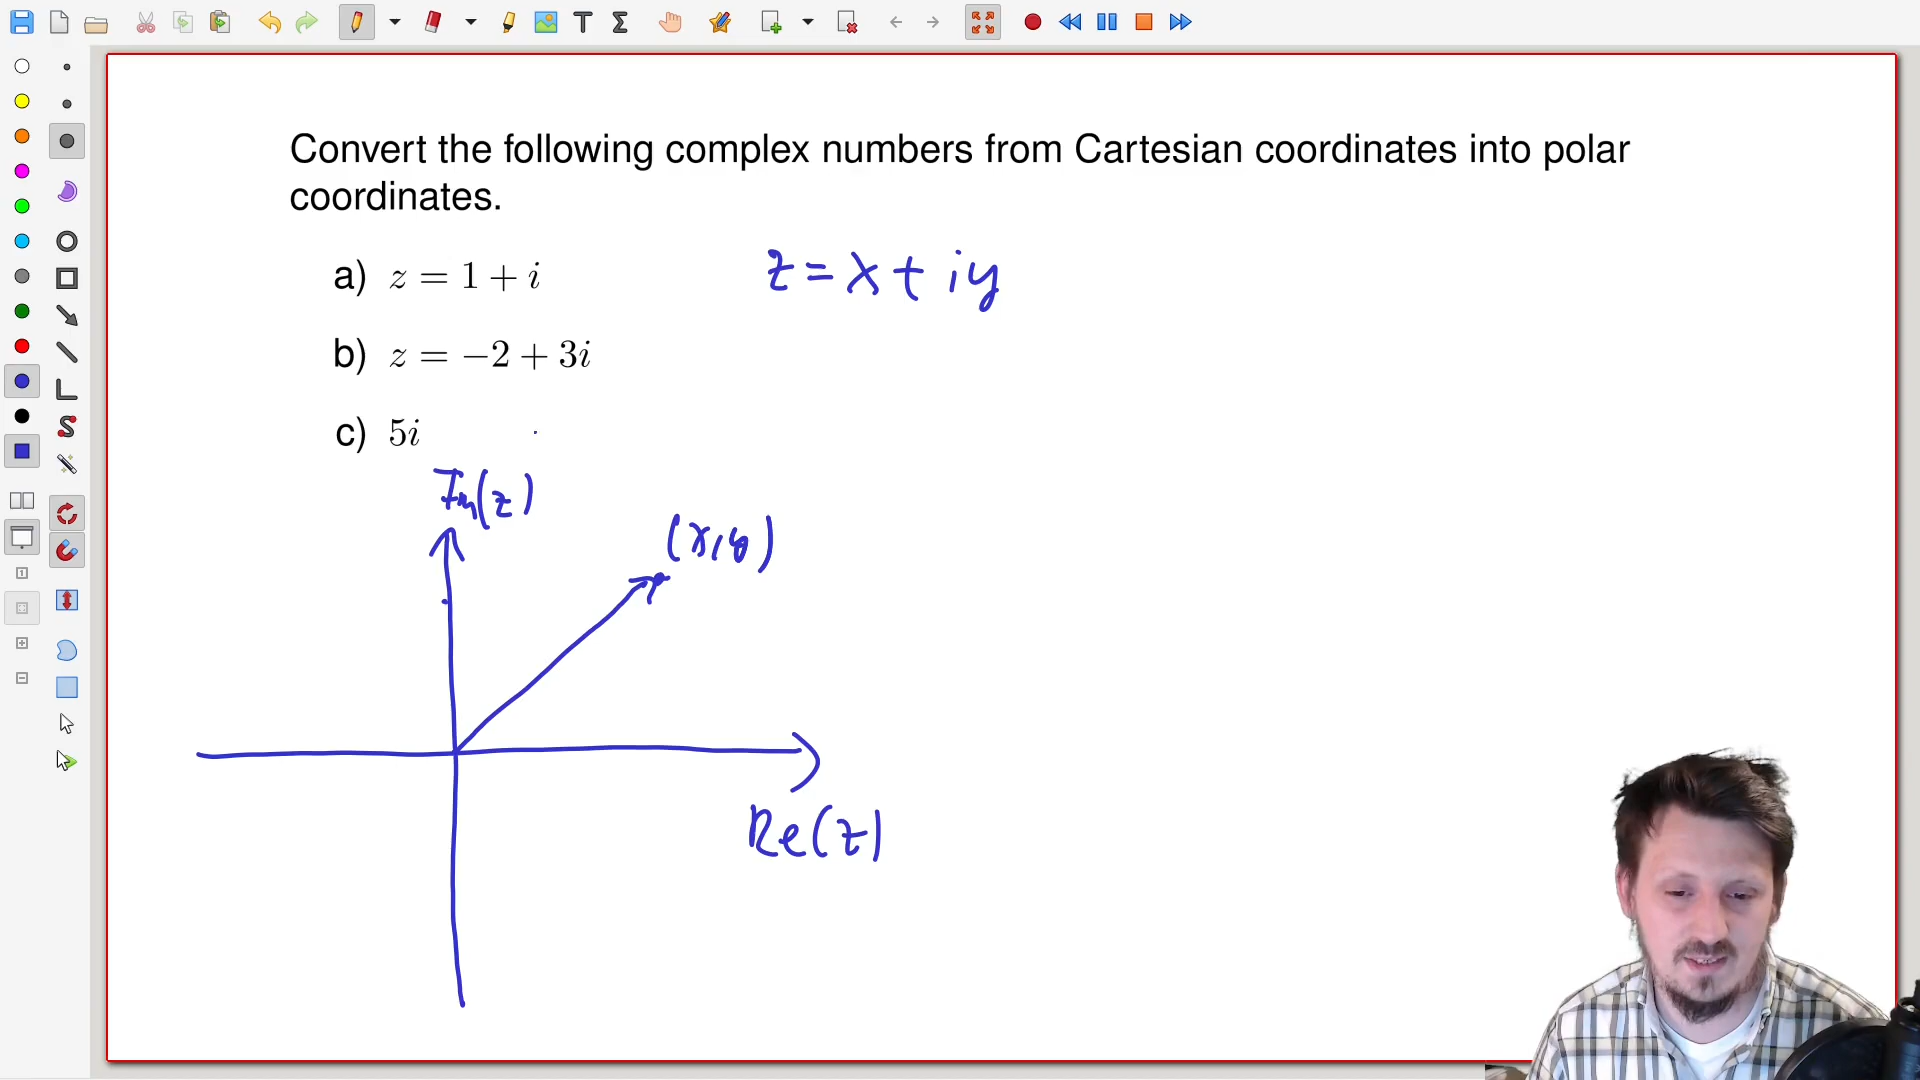 Convert the following complex numbers from Cartesian coordinates into polar
coordinates.
a) z = 1 + i
z = x + iy
b) z = −2 + 3i
c) 5i
Im(z)
(x,y)
Re(z)